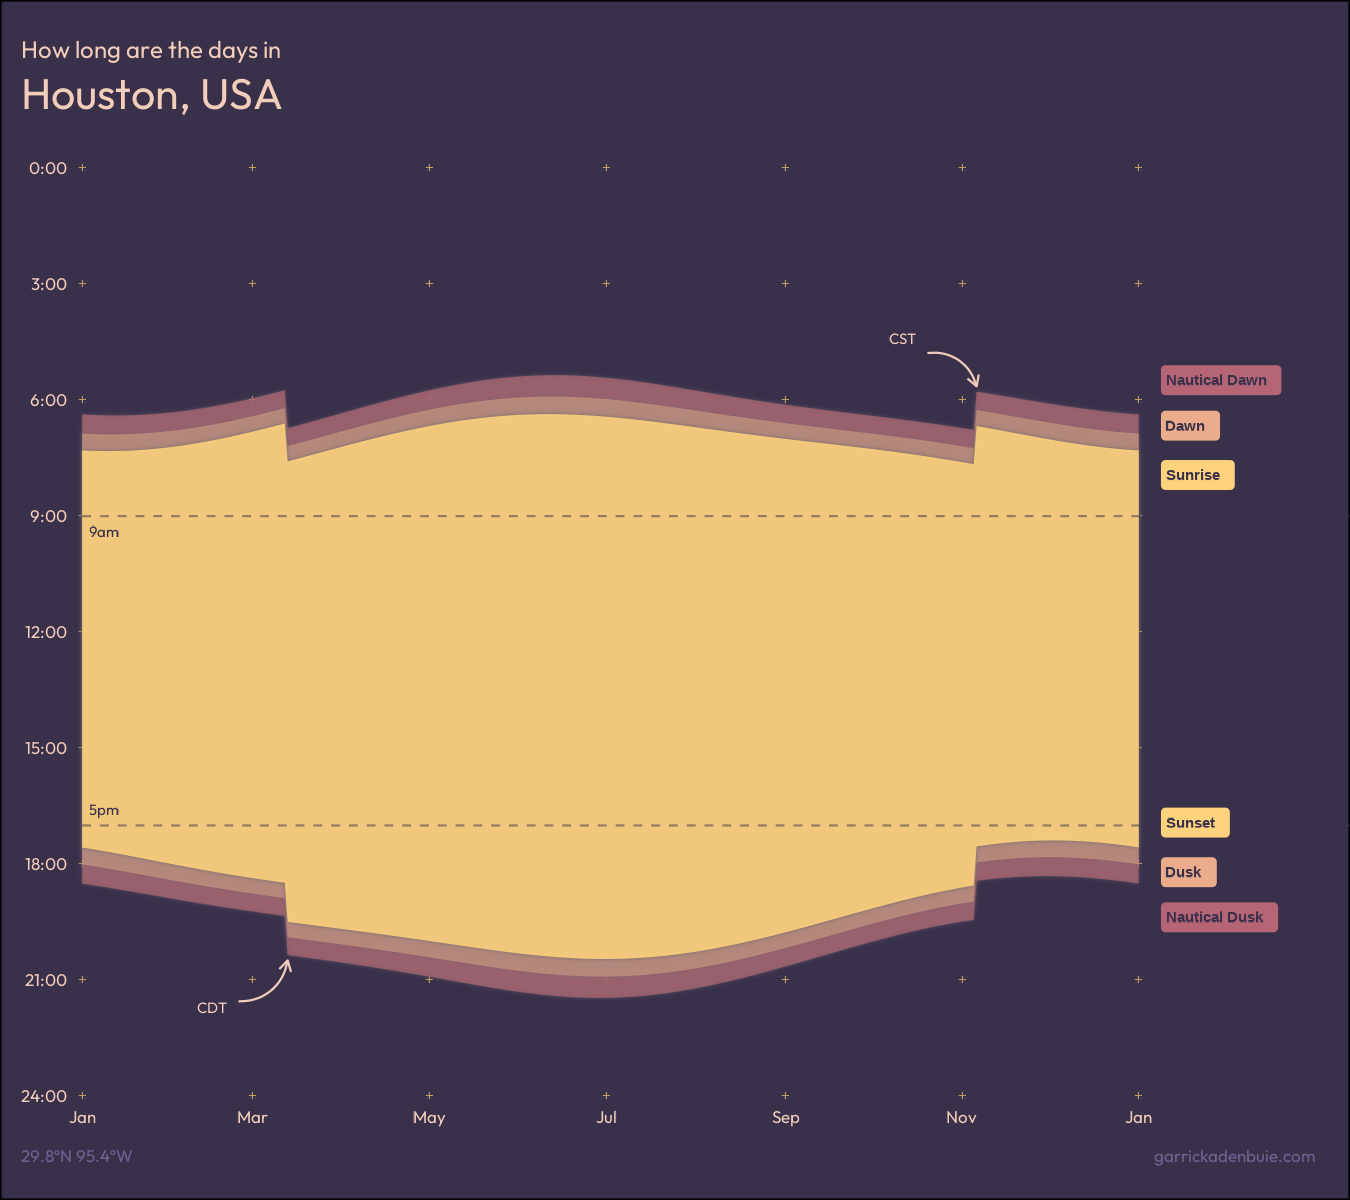 How long are the days in
Houston, USA
0:00
3:00
CST
Nautical Dawn
6:00
Dawn
Sunrise
9:00
9am
12:00
15:00
5pm
Sunset
18:00
Dusk
Nautical Dusk
21:00
CDT
24:00
Jan Mar May Jul Sep Nov Jan
29.8°N 95.4°W
garrickadenbuie.com